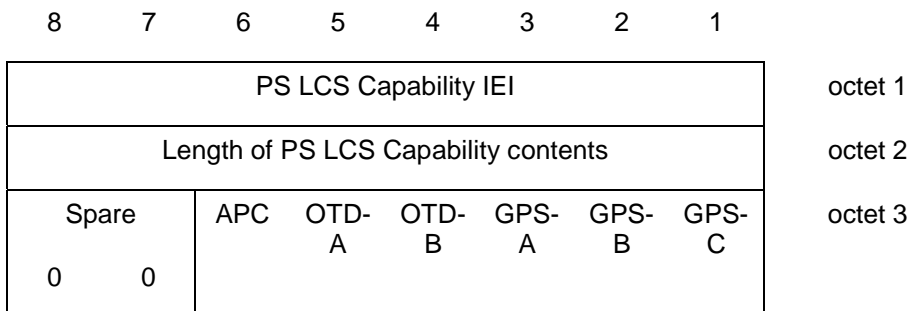 8 7 6 5 4 3 2 1
PS LCS Capability IEI octet 1
Length of PS LCS Capability contents octet 2
Spare APC OTD- OTD- GPS- GPS- GPS- octet 3
A B A B C
0 0